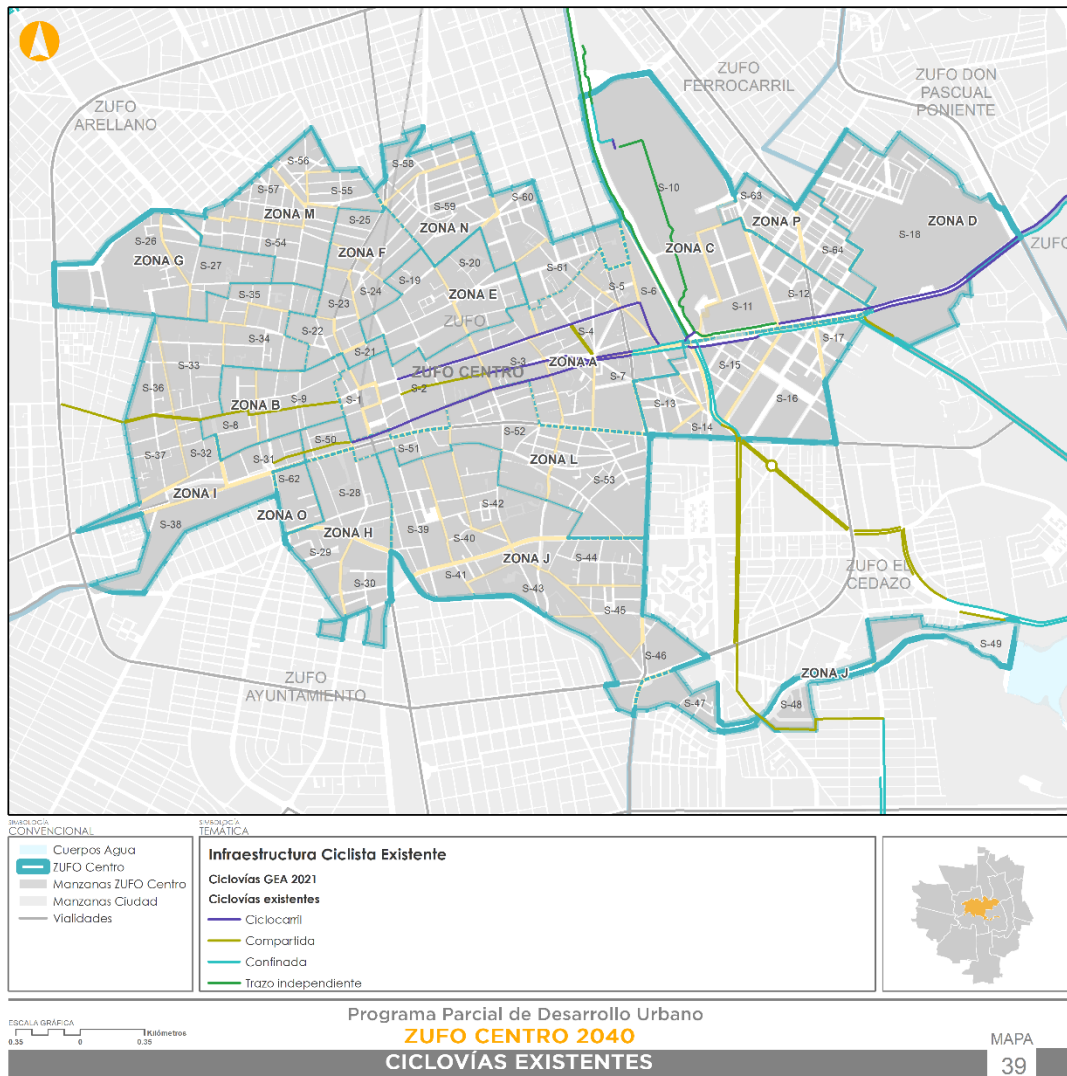 ZUFO
FERROCARRIL
ZUFO DON
PASCUAL
PONIENTE
ZUFO
ARELLANO
S-56
S-58
S-57
S-55
S-10
S-63
ZONA M
S-25
S-59
S-60
ZONA P
ZONA D
S-18
ZONA N
S-26
S-54
ZONA F
ZONA C
ZUFO
S-64
ZONA G
S-27
S-19
S-20
S-61
S-5
S-6
S-35
S-23
S-24
ZONA E
S-12
S-11
ZUFO
S-34
S-22
S-4
S-17
S-21
S-3
ZONA A
S-33
ZUFO CENTRO
S-7
S-15
S-36
S-2
S-9
S-1
S-16
ZONA B
S-13
S-8
S-14
S-50
S-52
S-37
S-32
S-31
S-51
ZONA L
S-62
S-28
S-53
ZONA I
S-42
ZONA O
S-38
ZONA H
S-39
S-40
S-29
ZONA J
S-44
ZUFO EL
CEDAZO
S-30
S-41
S-43
S-45
S-49
S-46
ZUFO
AYUNTAMIENTO
ZONA J
S-47
S-48
SIMBOLOGÍA
CONVENCIONAL
Cuerpos Agua
ZUFO Centro
Manzanas ZUFO Centro
Manzanas Ciudad
Vialidades
SIMBOLOGÍA
TEMÁTICA
Infraestructura Ciclista Existente
Ciclovías GEA 2021
Ciclovías existentes
Ciclocarril
Compartida
Confinada
Trazo independiente
ESCALA GRÁFICA
Kilómetros
0.35 0 0.35
Programa Parcial de Desarrollo Urbano
ZUFO CENTRO 2040
CICLOVÍAS EXISTENTES
MAPA
39